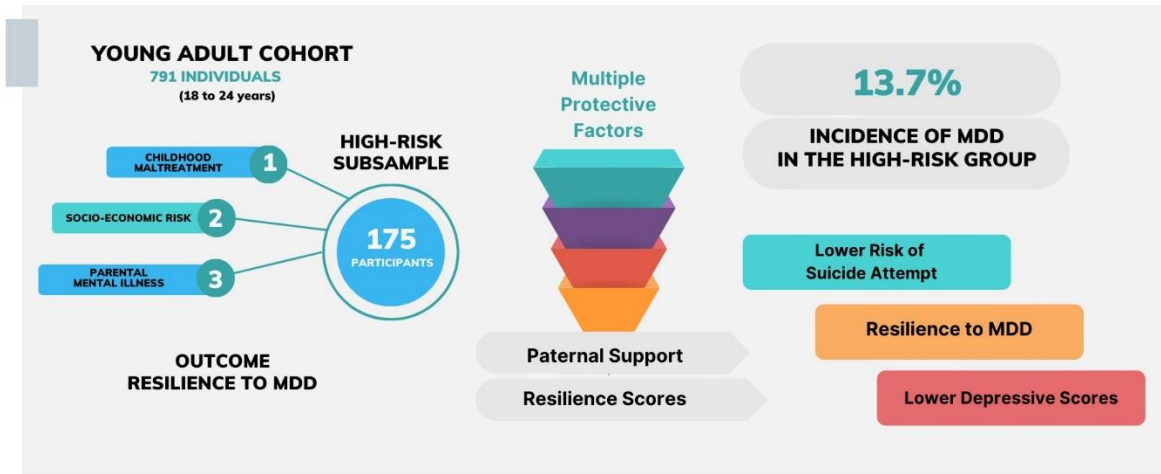 YOUNG ADULT COHORT
791 INDIVIDUALS
(18 to 24 years)
CHILDHOOD
MALTREATMENT
1
SOCIO-ECONOMIC RISK
2
PARENTAL
MENTAL ILLNESS
3
HIGH-RISK
SUBSAMPLE
175
PARTICIPANTS
OUTCOME
RESILIENCE TO MDD
Multiple
Protective
Factors
Paternal Support
Resilience Scores
13.7%
INCIDENCE OF MDD
IN THE HIGH-RISK GROUP
Lower Risk of
Suicide Attempt
Resilience to MDD
Lower Depressive Scores